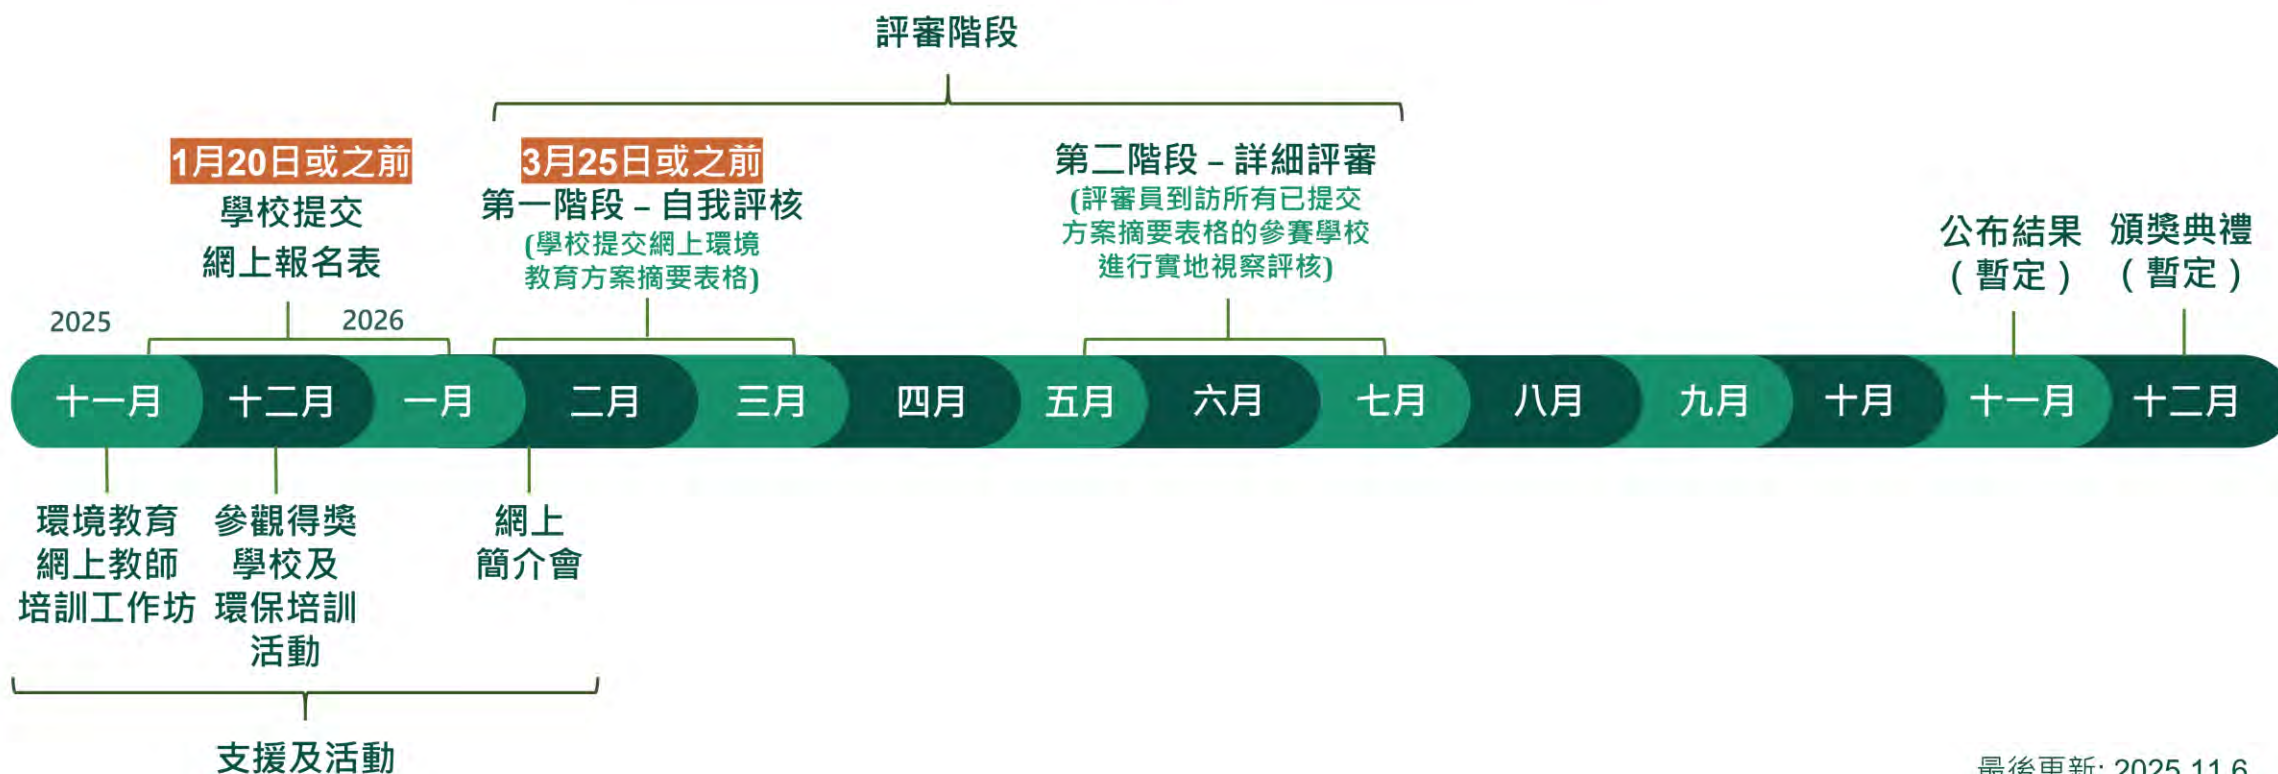 評審階段
1月20日或之前
學校提交
網上報名表
3月25日或之前
第一階段 – 自我評核
(學校提交網上環境
教育方案摘要表格)
第二階段 – 詳細評審
(評審員到訪所有已提交
方案摘要表格的參賽學校
進行實地視察評核)
公布結果
（暫定）
頒獎典禮
（暫定）
2025
2026
十一月
十二月
一月
二月
三月
四月
五月
六月
七月
八月
九月
十月
十一月
十二月
環境教育
網上教師
培訓工作坊
參觀得獎
學校及
環保培訓
活動
網上
簡介會
支援及活動
最後更新: 2025.11.6